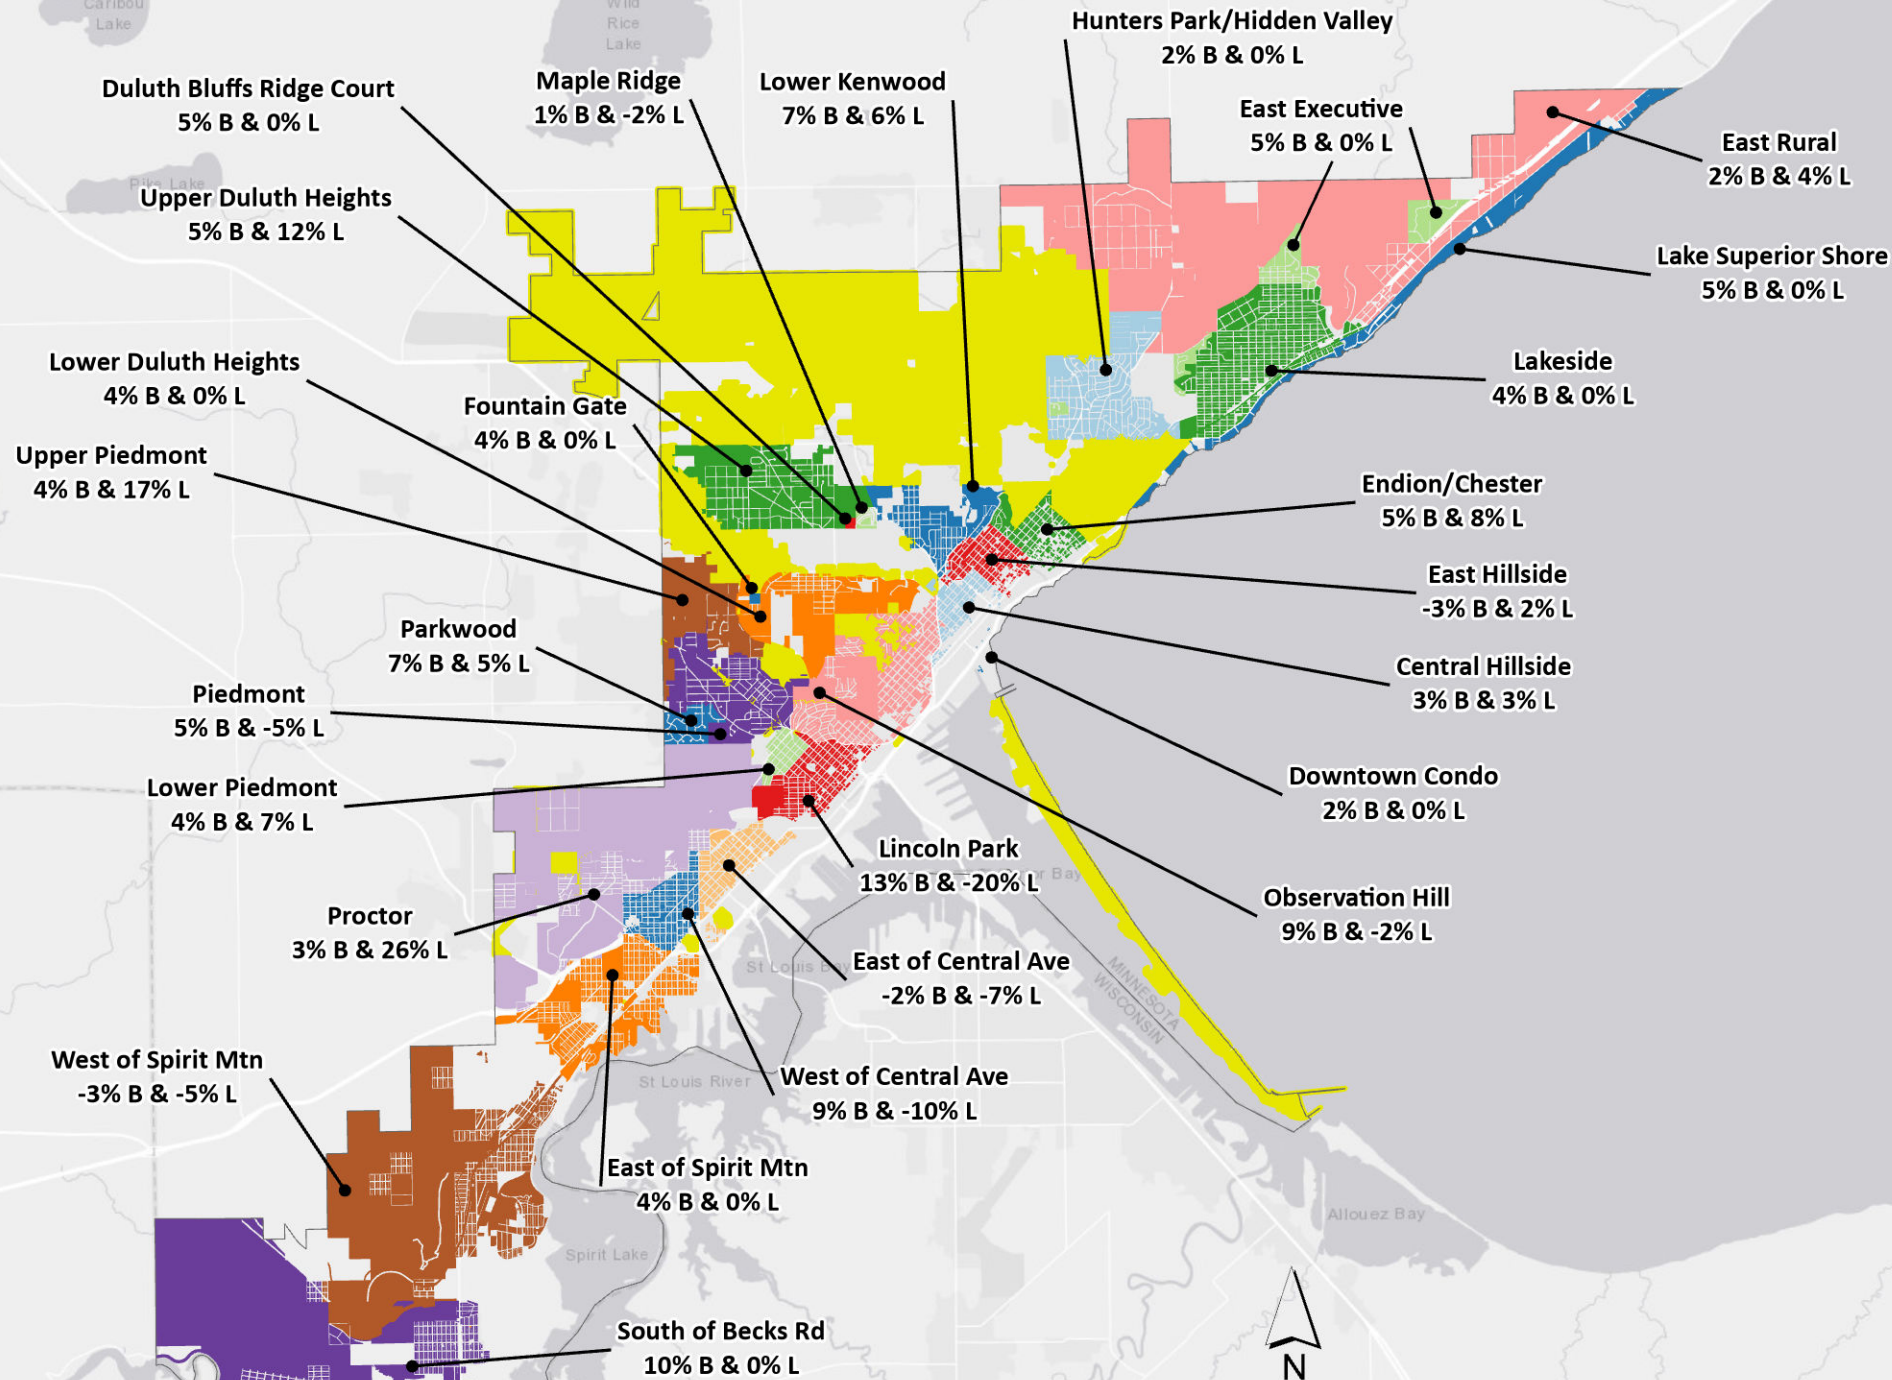 Caribou
Lake
Wild
Rice
Lake
Hunters Park/Hidden Valley
2% B & 0% L
Duluth Bluffs Ridge Court
5% B & 0% L
Maple Ridge
1% B & -2% L
Lower Kenwood
7% B & 6% L
East Executive
5% B & 0% L
East Rural
2% B & 4% L
Pike Lake
Upper Duluth Heights
5% B & 12% L
Lake Superior Shore
5% B & 0% L
Lower Duluth Heights
4% B & 0% L
Fountain Gate
4% B & 0% L
Lakeside
4% B & 0% L
Upper Piedmont
4% B & 17% L
Endion/Chester
5% B & 8% L
East Hillside
-3% B & 2% L
Parkwood
7% B & 5% L
Central Hillside
3% B & 3% L
Piedmont
5% B & -5% L
Lower Piedmont
4% B & 7% L
Downtown Condo
2% B & 0% L
Lincoln Park
13% B & -20% L
Bay
Observation Hill
9% B & -2% L
Proctor
3% B & 26% L
St Louis Bay
East of Central Ave
-2% B & -7% L
MINNESOTA
WISCONSIN
West of Spirit Mtn
-3% B & -5% L
St Louis River
West of Central Ave
9% B & -10% L
East of Spirit Mtn
4% B & 0% L
Allouez Bay
Spirit Lake
South of Becks Rd
10% B & 0% L
N